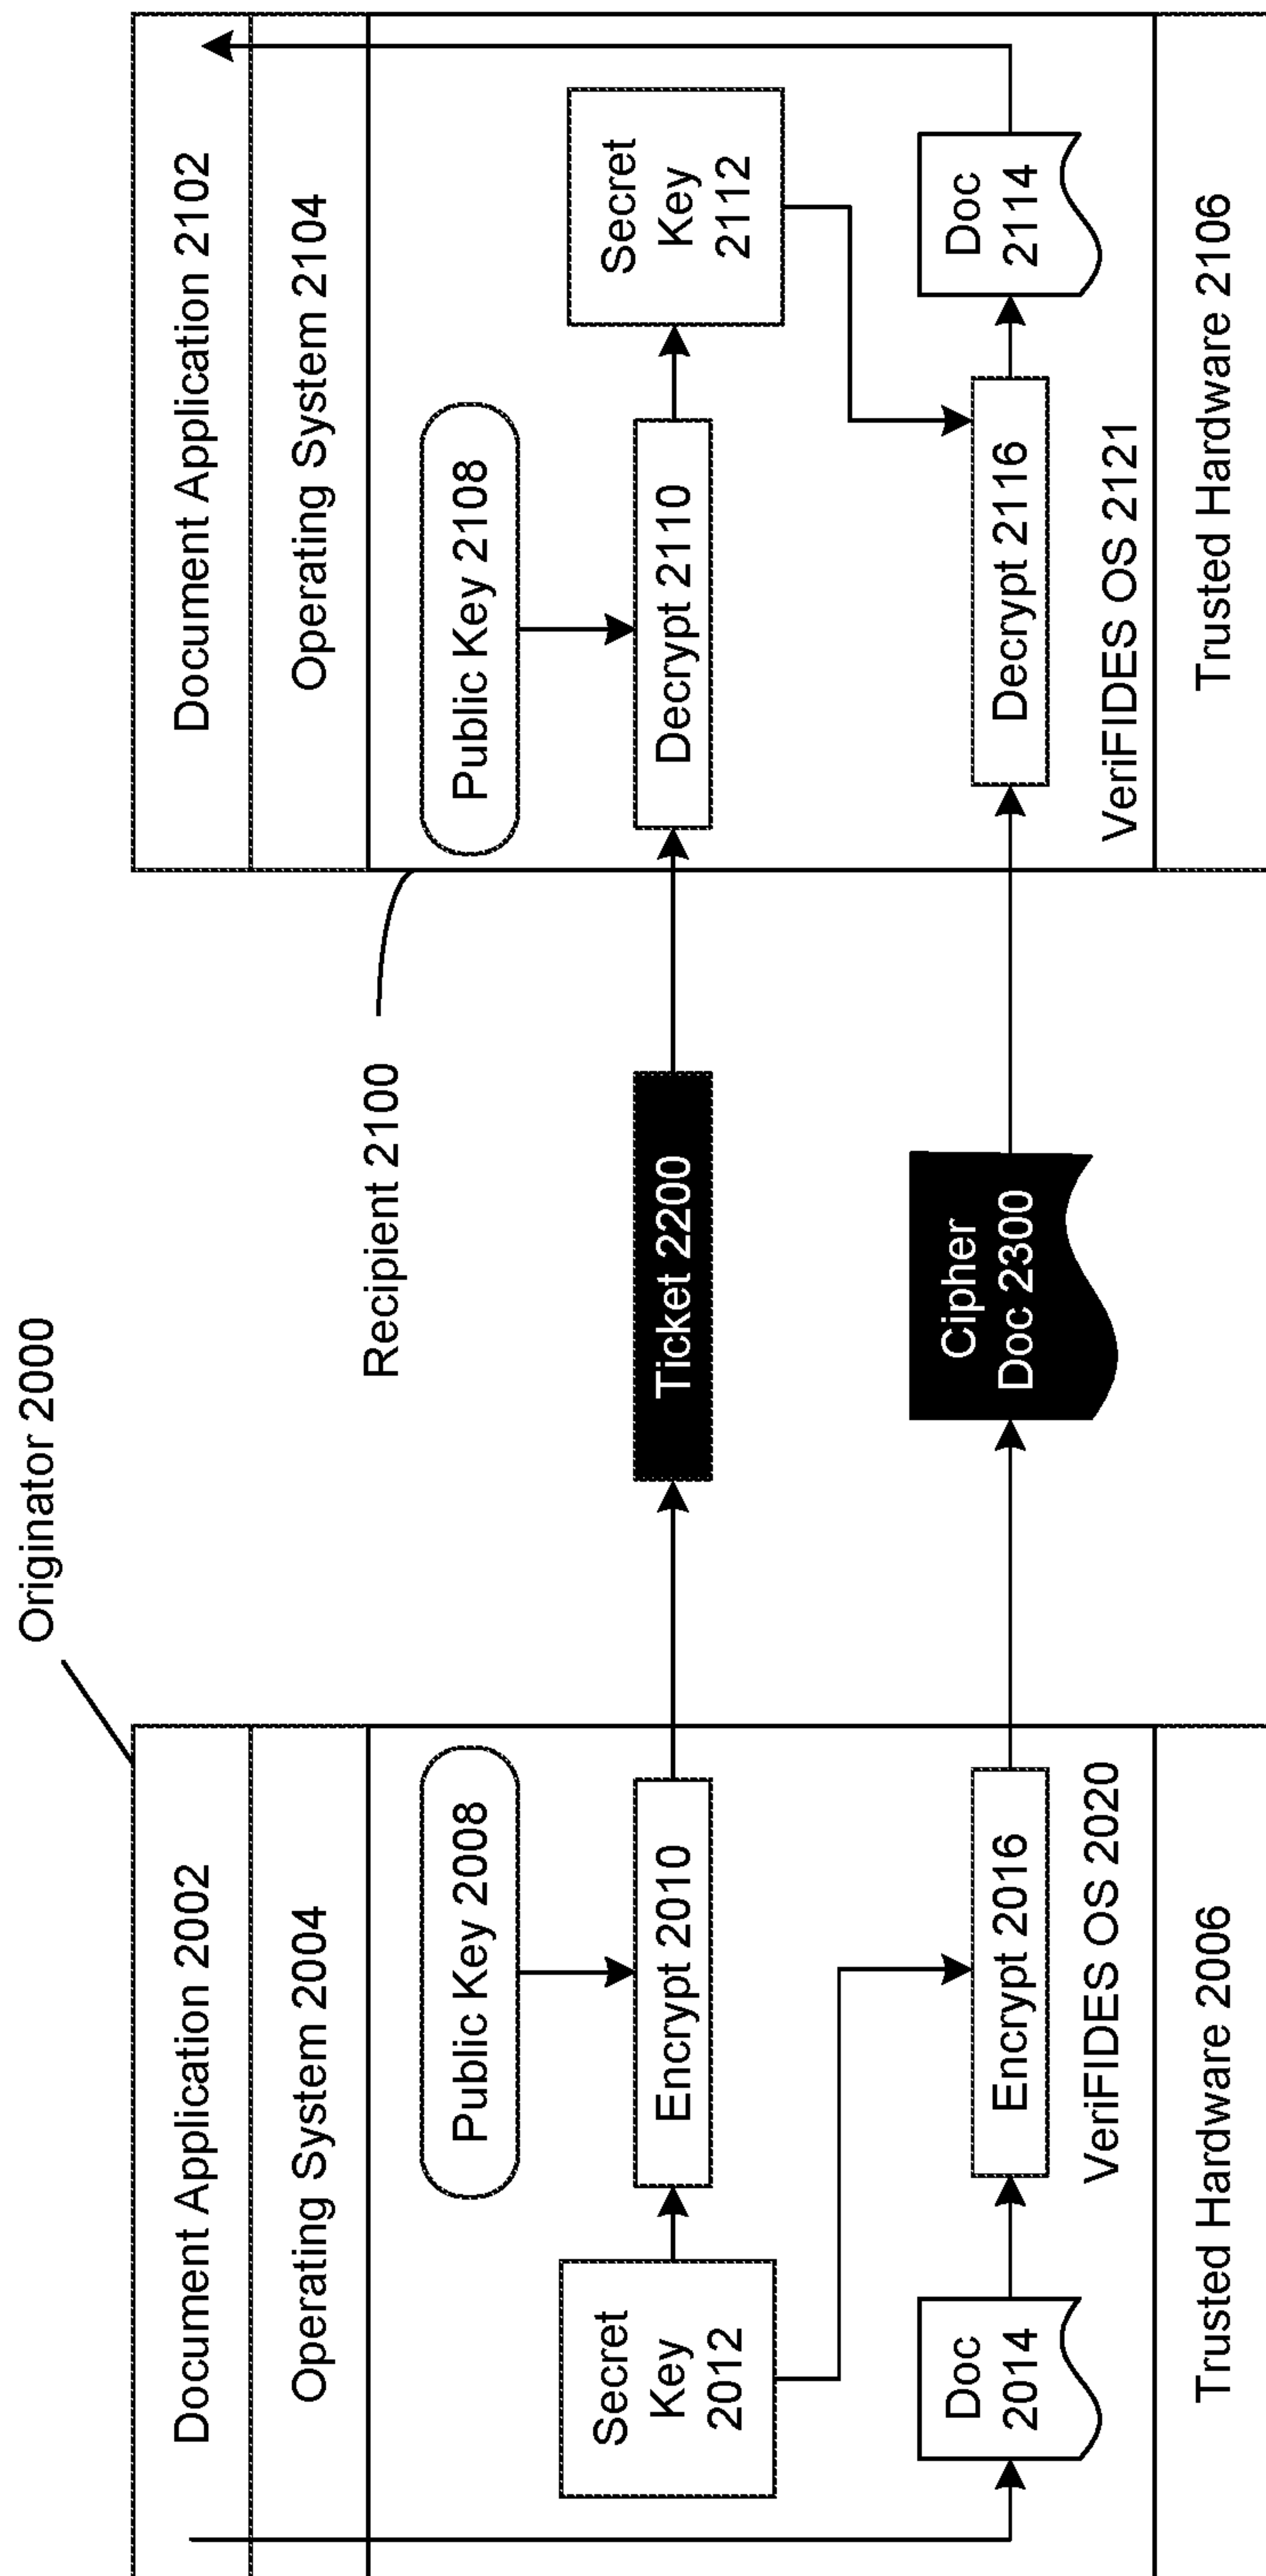 Originator 2000
Document Application 2002
Operating System 2004
Public Key 2008
Secret
Key
2012
Encrypt 2010
Doc
2014
Encrypt 2016
VeriFIDES OS 2020
Trusted Hardware 2006
Ticket 2200
Cipher
Doc 2300
Recipient 2100
Document Application 2102
Operating System 2104
Public Key 2108
Decrypt 2110
Secret
Key
2112
Decrypt 2116
Doc
2114
VeriFIDES OS 2121
Trusted Hardware 2106